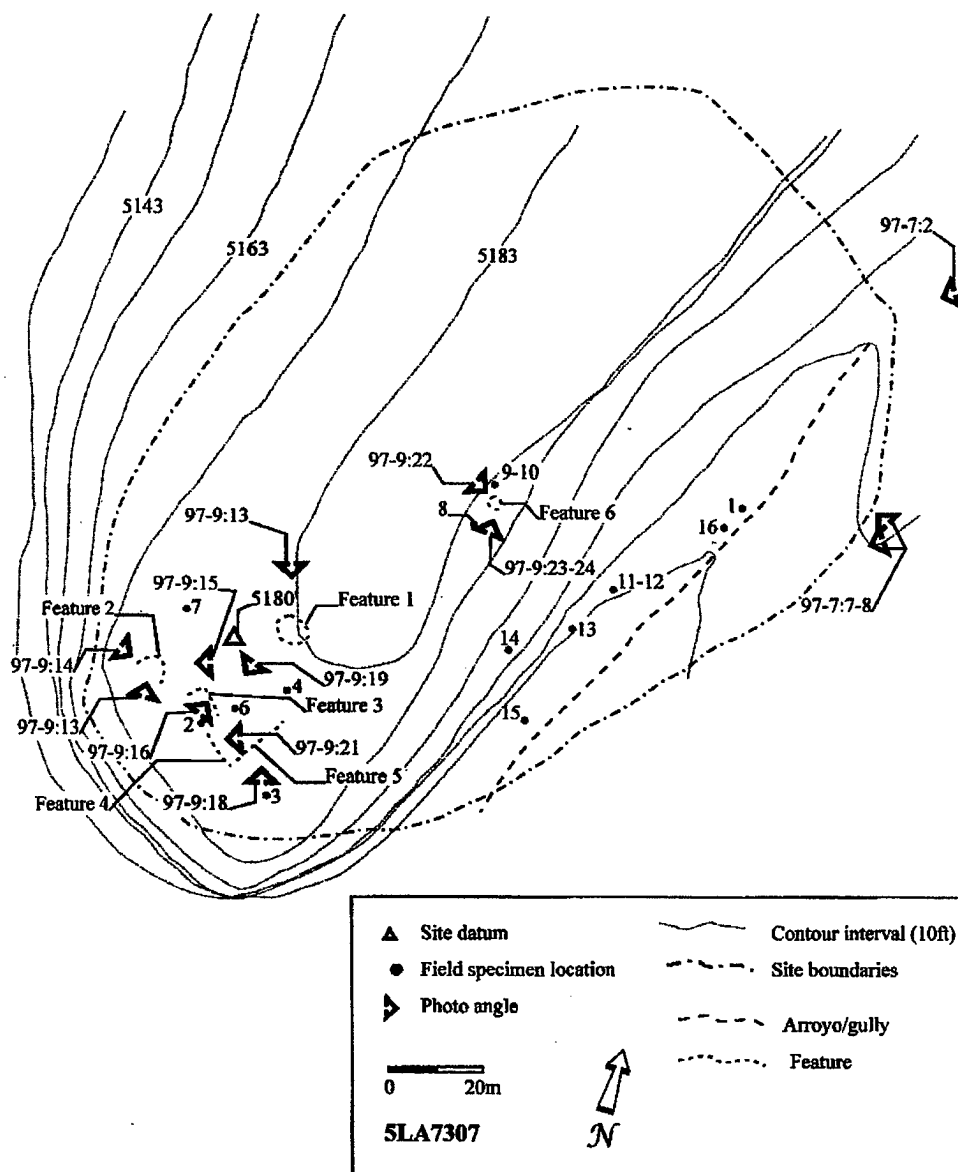 5143
5163
5183
97-7:2
97-9:22
9-10
8
Feature 6
1
16
97-9:13
97-9:23-24
97-9:15
11-12
7
5180
Feature 1
97-7:7-8
Feature 2
13
14
97-9:14
97-9:19
4
Feature 3
97-9:13
6
2
15
97-9:16
97-9:21
Feature 5
Feature 4
97-9:18
3
Site datum
Field specimen location
Photo angle
0 20m
5LA7307
N
Contour interval (10ft)
Site boundaries
Arroyo/gully
Feature